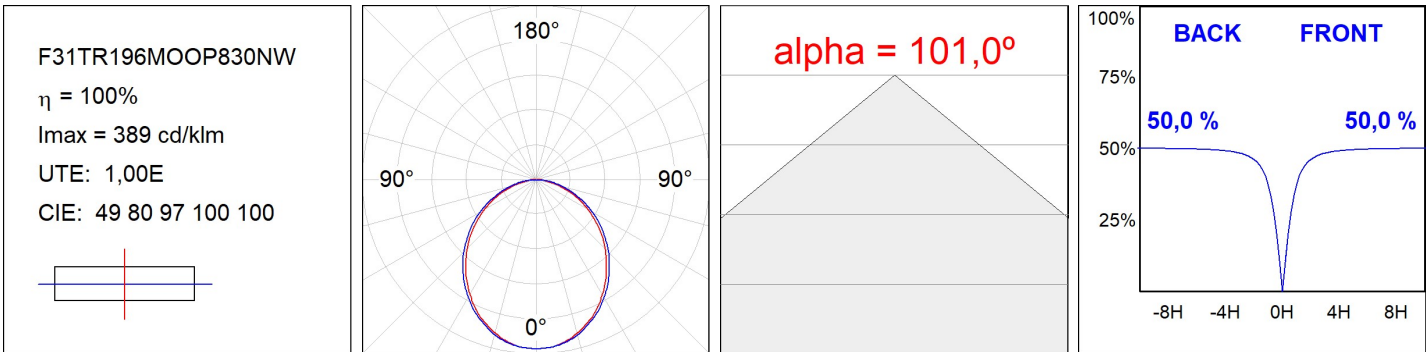 F31TR196MOOP830NW
η = 100%
Imax = 389 cd/klm
UTE: 1,00E
CIE: 49 80 97 100 100
180°
90° 90°
0°
alpha = 101,0º
100%
BACK FRONT
75%
50,0 % 50,0 %
50%
25%
-8H -4H 0H 4H 8H